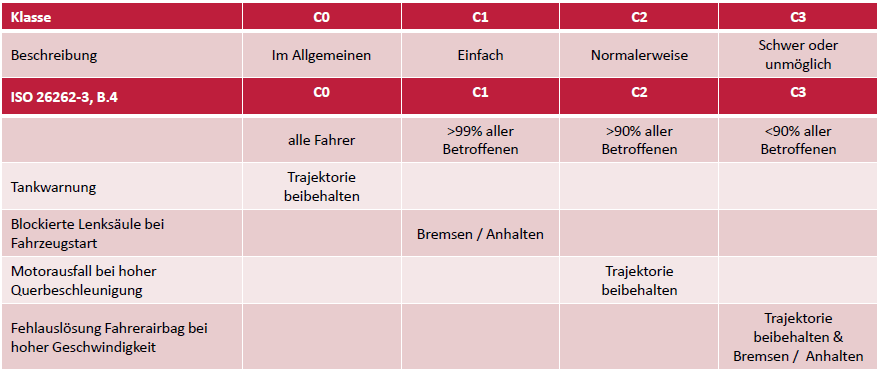 Klasse C0 C1 C2 C3
Beschreibung Im Allgemeinen Einfach Normalerweise Schwer oder
unmöglich
ISO 26262-3, B.4 C0 C1 C2 C3
alle Fahrer >99% aller >90% aller <90% aller
Betroffenen Betroffenen Betroffenen
Tankwarnung Trajektorie
beibehalten
Blockierte Lenksäule bei
Fahrzeugstart Bremsen / Anhalten
Motorausfall bei hoher Trajektorie
Querbeschleunigung beibehalten
Fehlauslösung Fahrerairbag bei
hoher Geschwindigkeit Trajektorie
beibehalten &
Bremsen / Anhalten